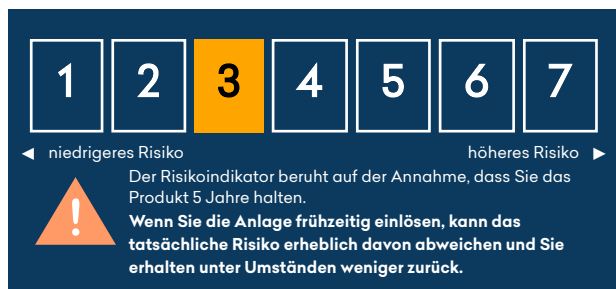 1 2 3 4 5 6 7
◄ niedrigeres Risiko höheres Risiko ►
Der Risikoindikator beruht auf der Annahme, dass Sie das
Produkt 5 Jahre halten.
!
Wenn Sie die Anlage frühzeitig einlösen, kann das
tatsächliche Risiko erheblich davon abweichen und Sie
erhalten unter Umständen weniger zurück.